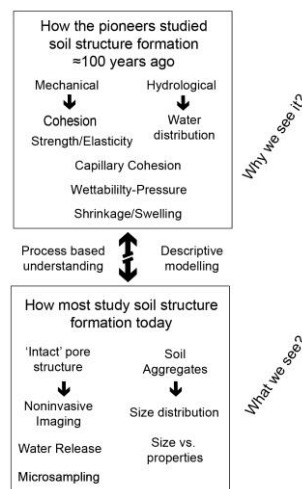 How the pioneers studied
soil structure formation
≈100 years ago
Mechanical
Hydrological
Cohesion
Water
distribution
Strength/Elasticity
Capillary Cohesion
Wettabililty-Pressure
Shrinkage/Swelling
Why we see it?
Process based
understanding
Descriptive
modelling
How most study soil structure
formation today
'Intact' pore
structure
Soil
Aggregates
Noninvasive
Imaging
Size distribution
Water Release
Size vs.
properties
Microsampling
What we see?